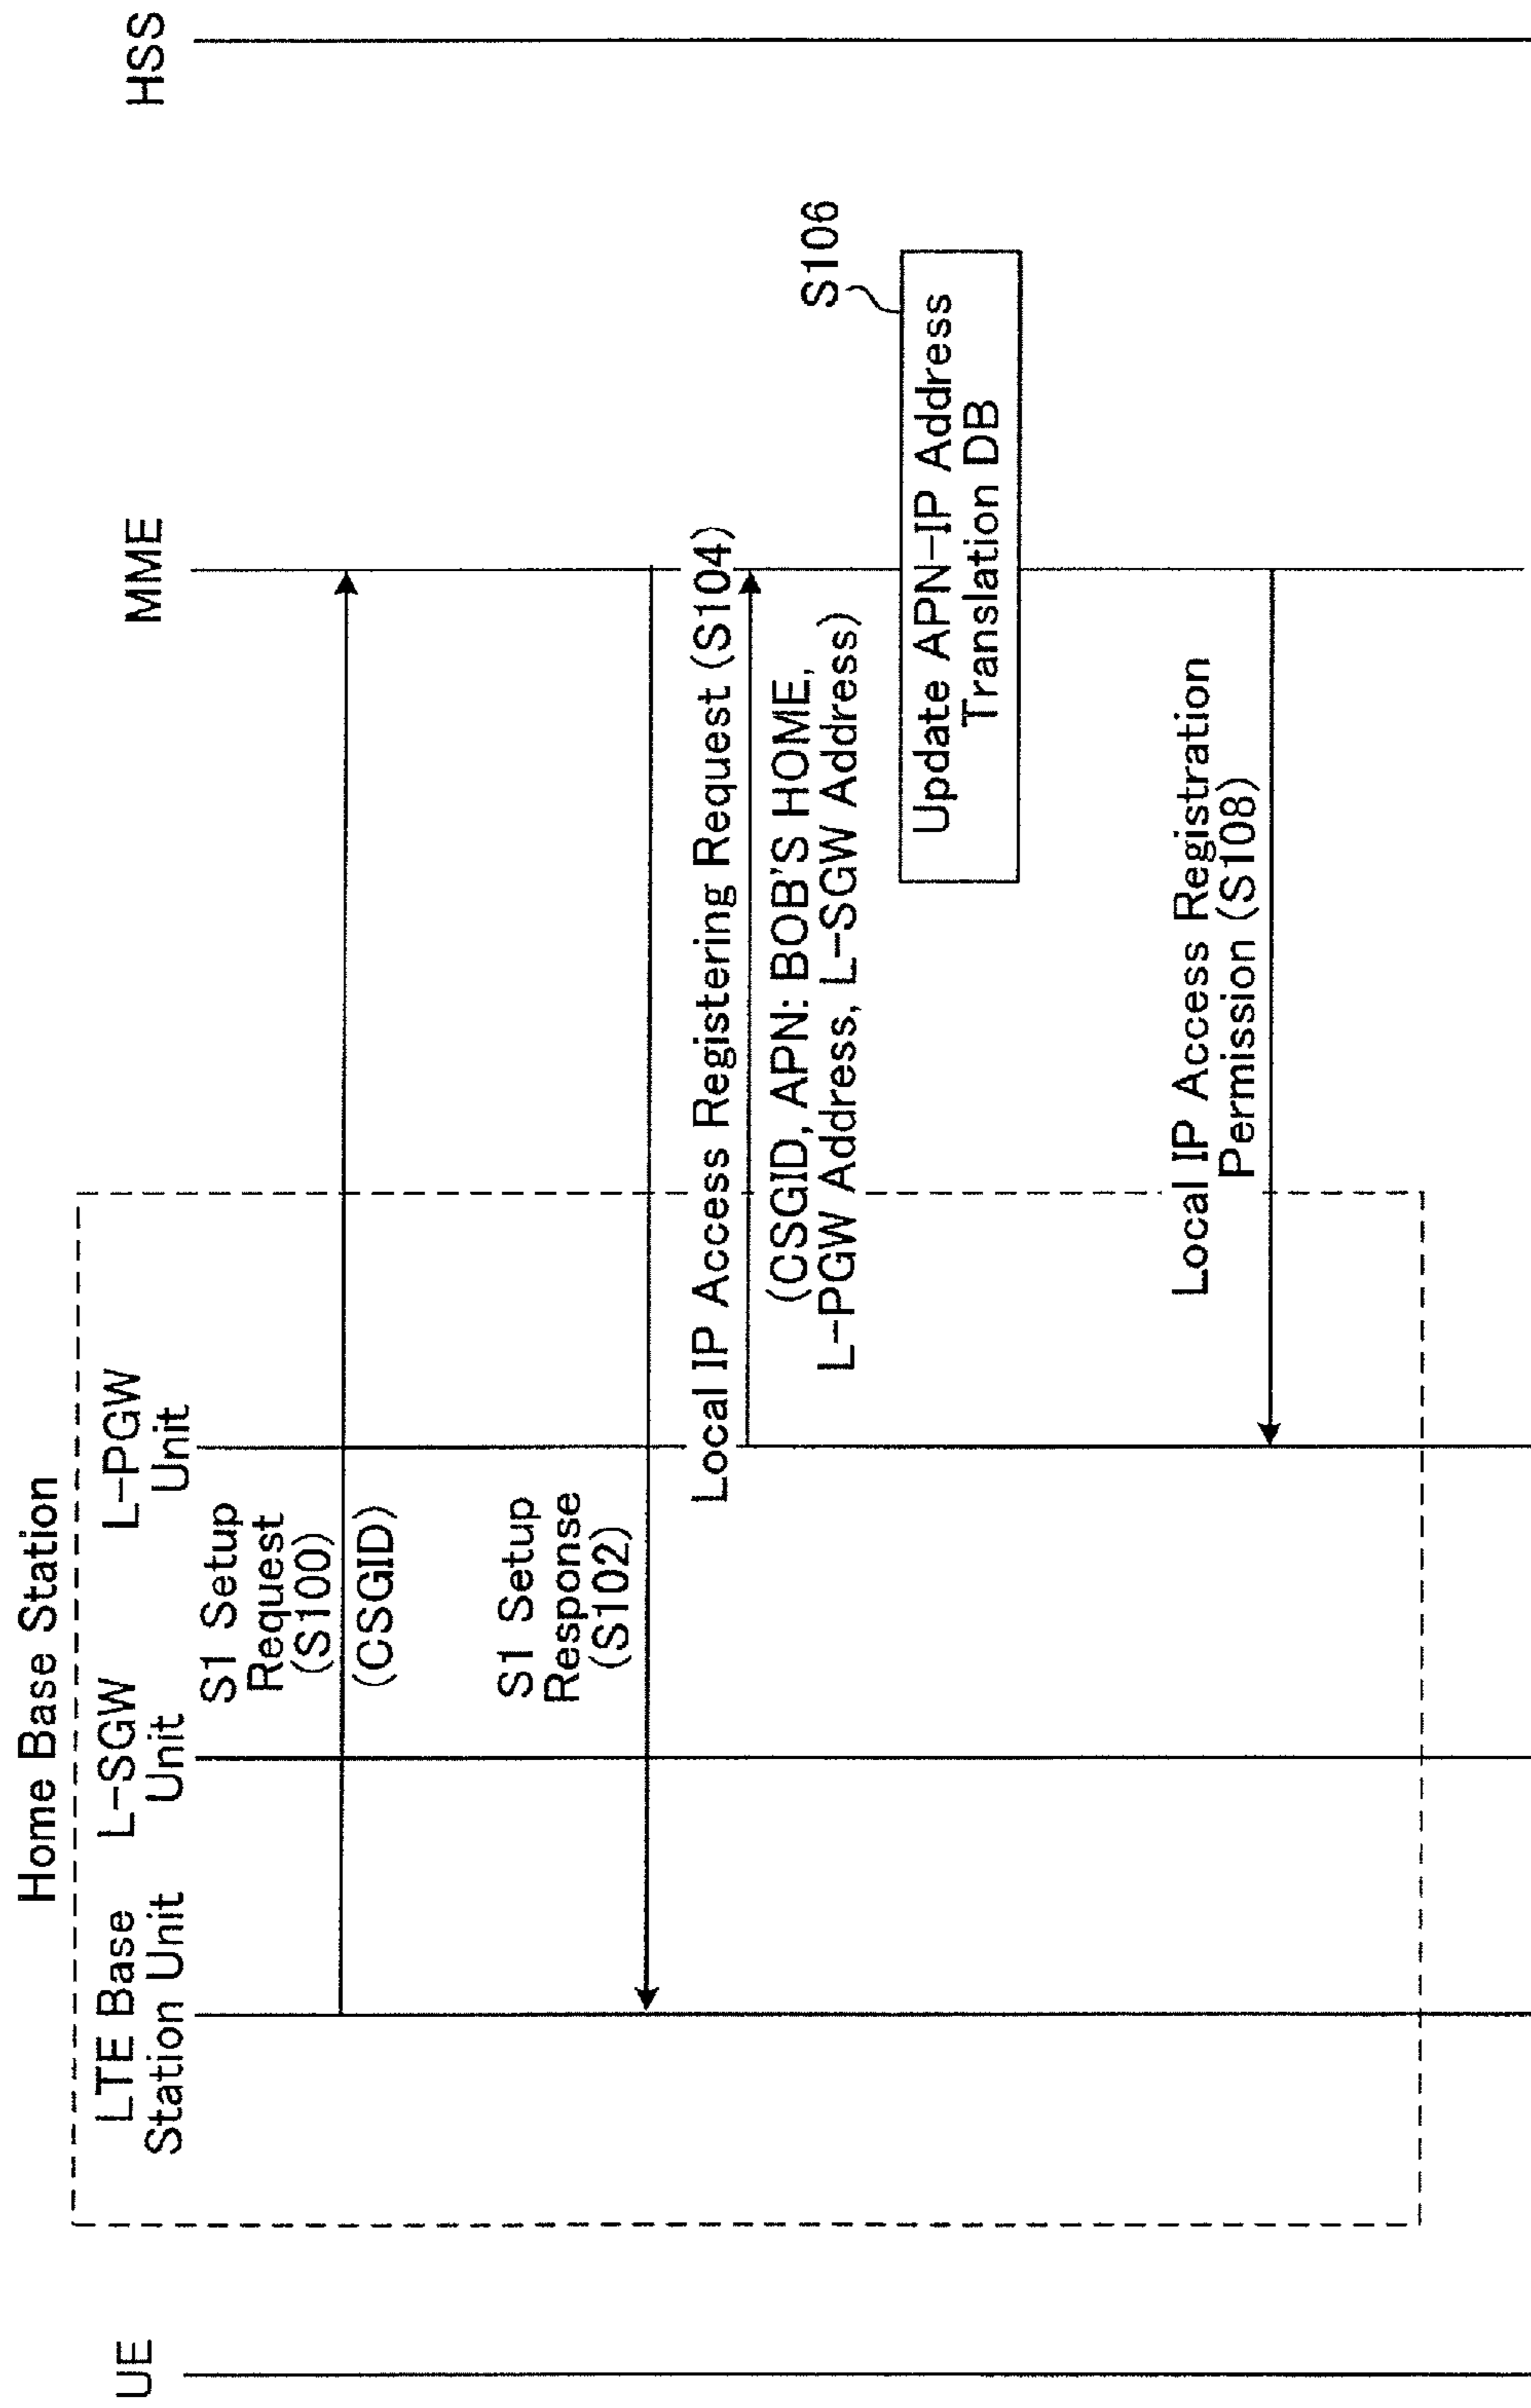 Home Base Station
UE
LTE Base
Station Unit
L-SGW
Unit
L-PGW
Unit
MME
HSS
S1 Setup
Request
(S100)
(CSGID)
S1 Setup
Response
(S102)
Local IP Access Registering Request (S104)
(CSGID, APN: BOB'S HOME,
L-PGW Address, L-SGW Address)
S106
Update APN-IP Address
Translation DB
Local IP Access Registration
Permission (S108)